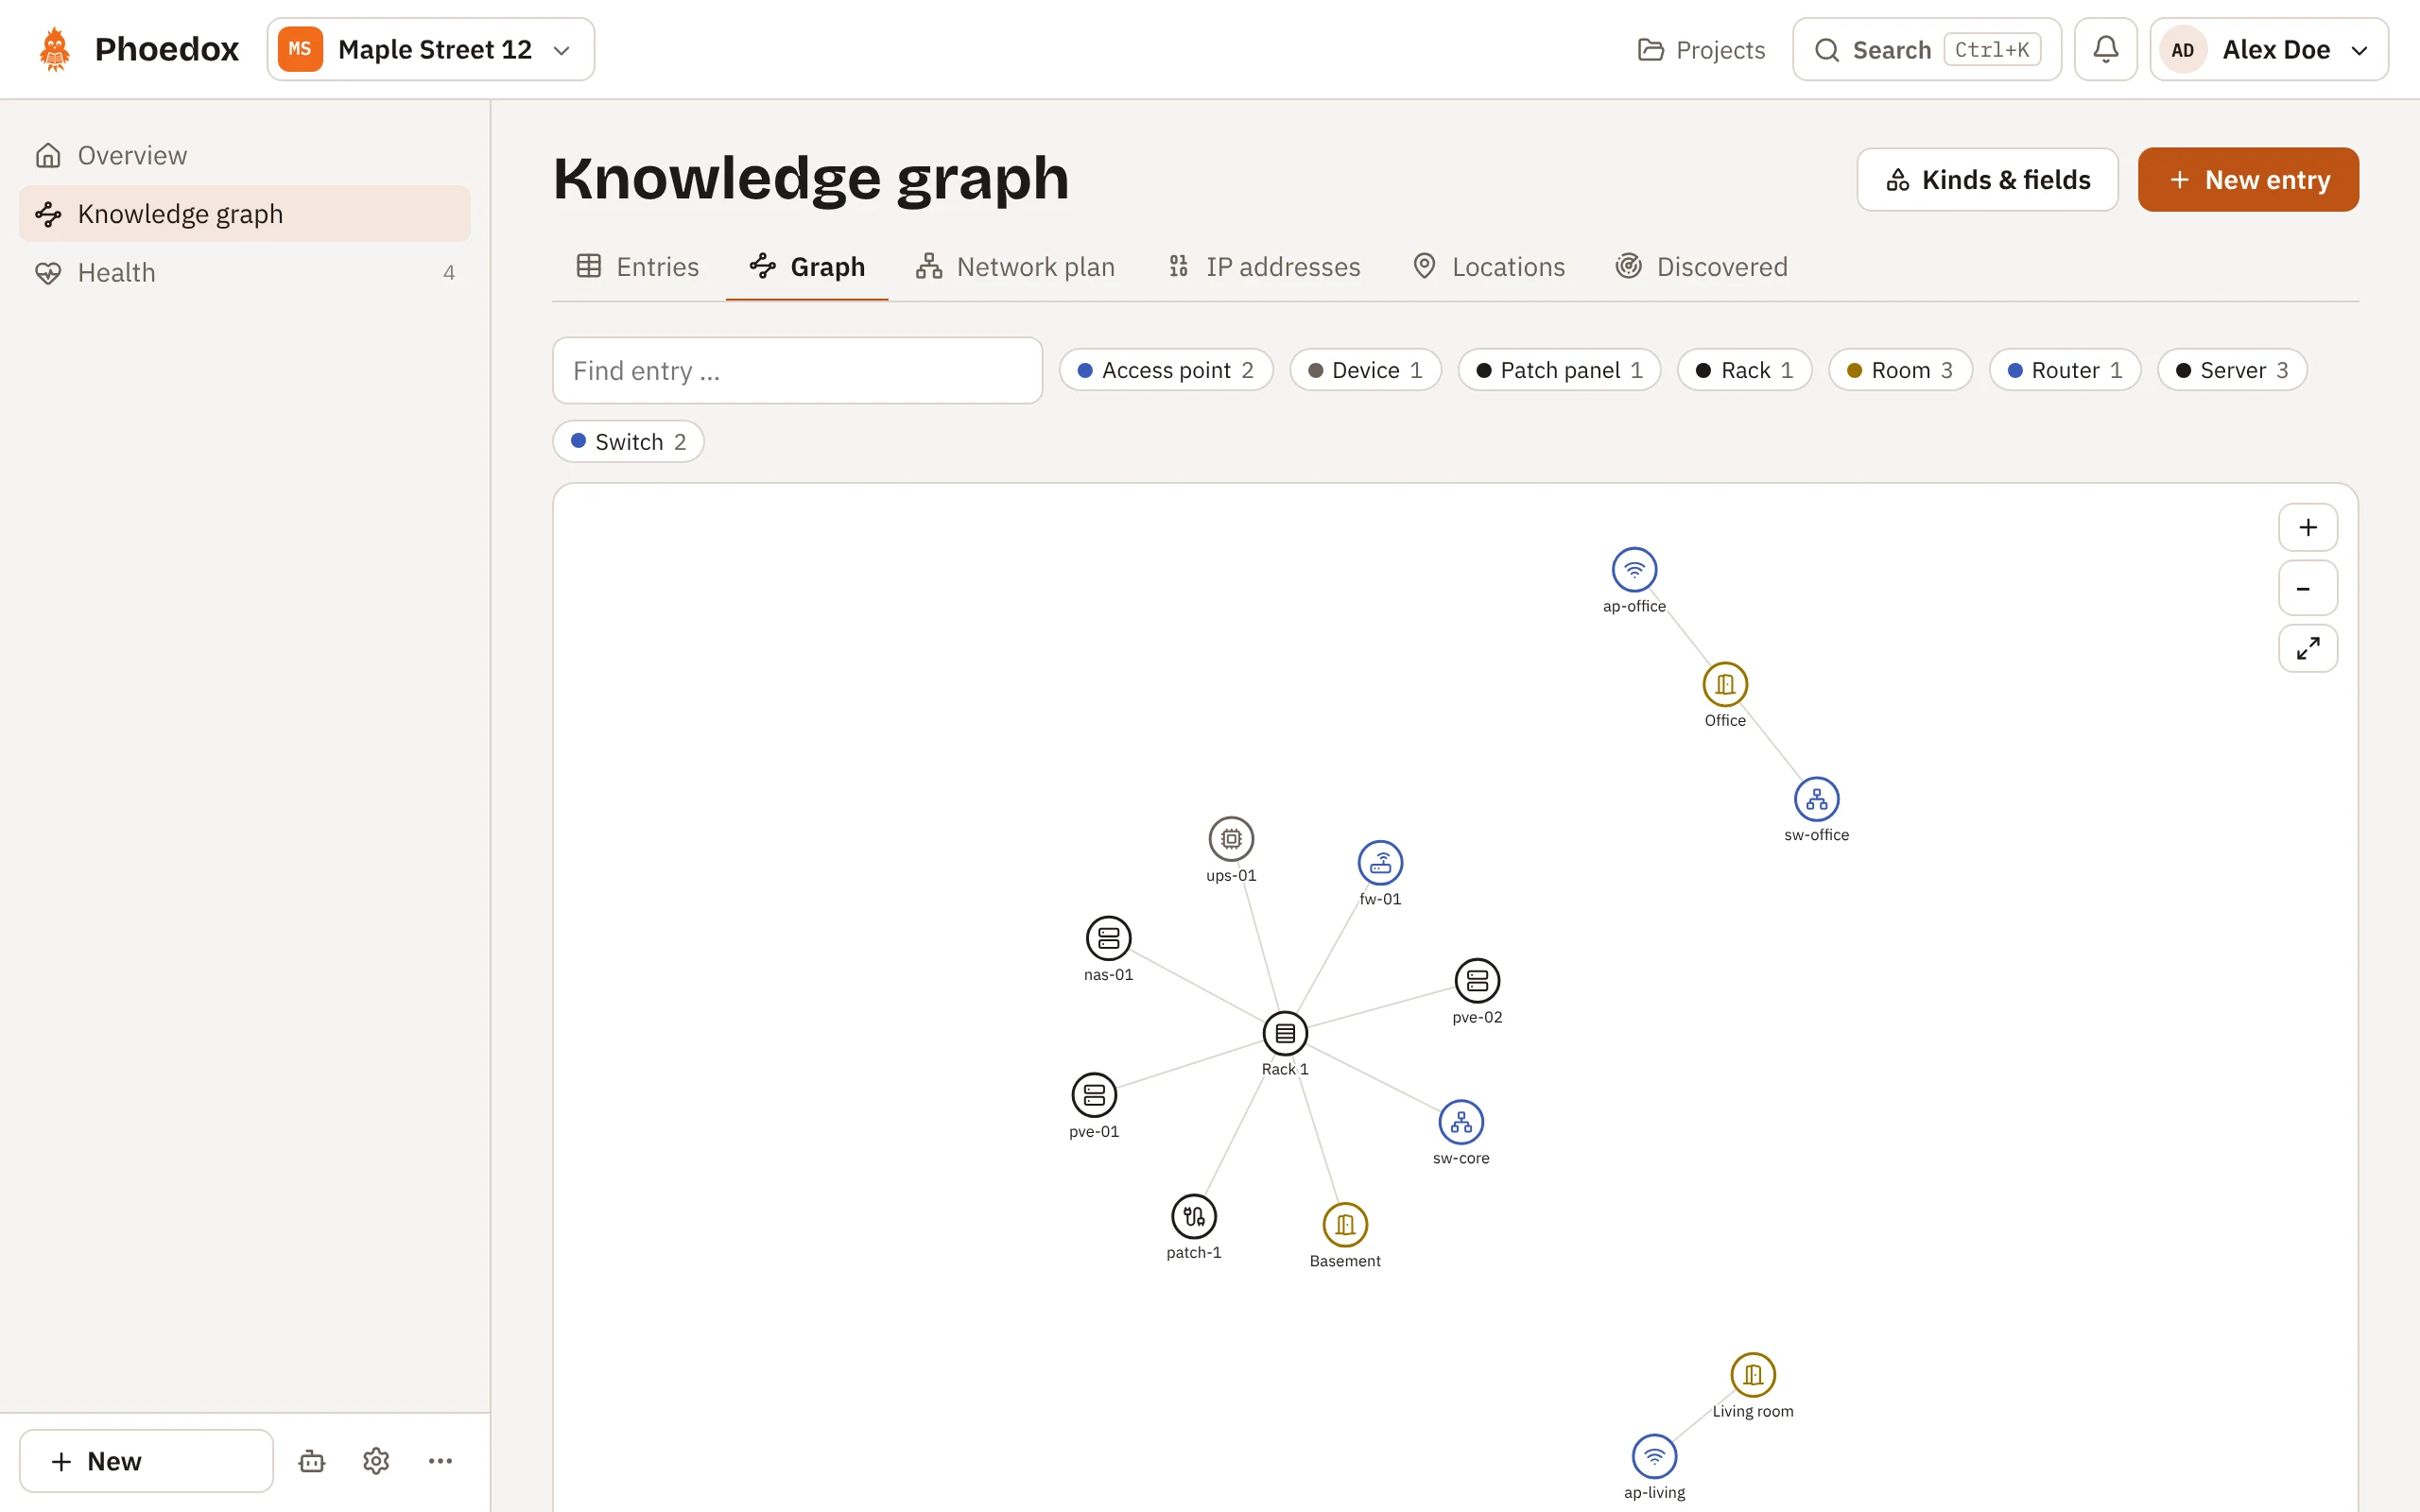 Phoedox
MS Maple Street 12
Projects
Search Ctrl+K
AD Alex Doe
Overview
Knowledge graph
Health 4
Knowledge graph
Kinds & fields
New entry
Entries
Graph
Network plan
IP addresses
Locations
Discovered
Find entry ...
Access point 2
Device 1
Patch panel 1
Rack 1
Room 3
Router 1
Server 3
Switch 2
ap-office
Office
sw-office
ups-01
fw-01
nas-01
pve-02
Rack 1
pve-01
sw-core
patch-1
Basement
Living room
ap-living
New